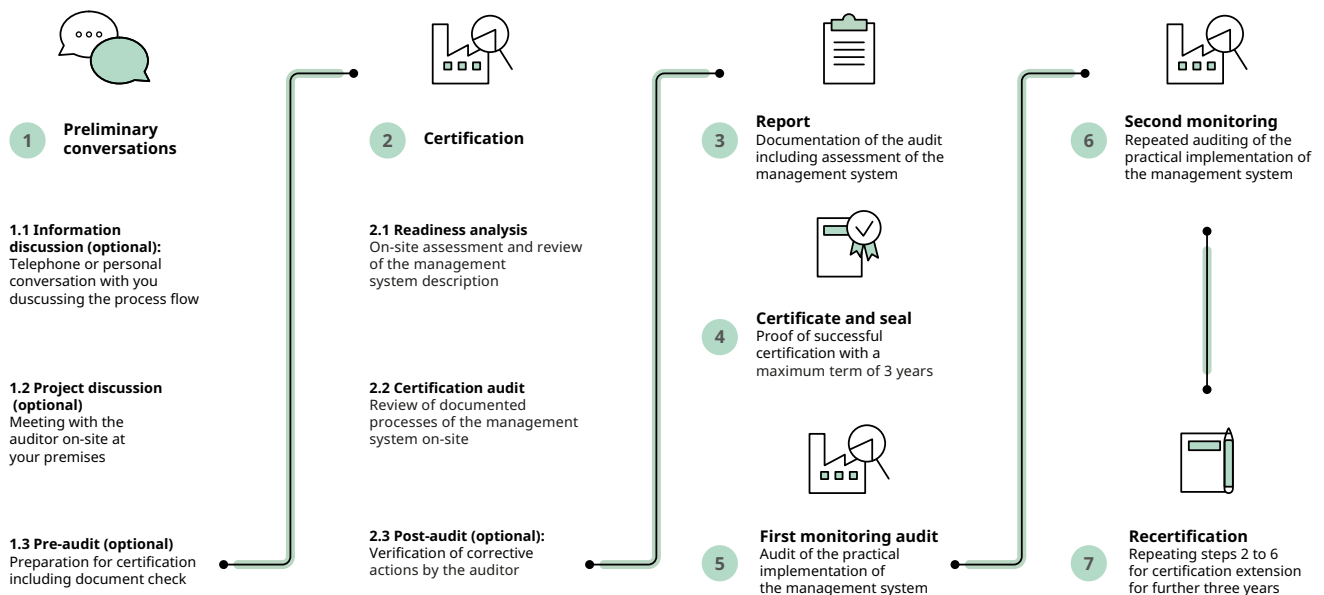 1
Preliminary
conversations
1.1 Information
discussion (optional):
Telephone or personal
conversation with you
duscussing the process flow
1.2 Project discussion
(optional)
Meeting with the
auditor on-site at
your premises
1.3 Pre-audit (optional)
Preparation for certification
including document check
2
Certification
2.1 Readiness analysis
On-site assessment and review
of the management
system description
2.2 Certification audit
Review of documented
processes of the management
system on-site
2.3 Post-audit (optional):
Verification of corrective
actions by the auditor
3
Report
Documentation of the audit
including assessment of the
management system
4
Certificate and seal
Proof of successful
certification with a
maximum term of 3 years
5
First monitoring audit
Audit of the practical
implementation of
the management system
6
Second monitoring
Repeated auditing of the
practical implementation of
the management system
7
Recertification
Repeating steps 2 to 6
for certification extension
for further three years